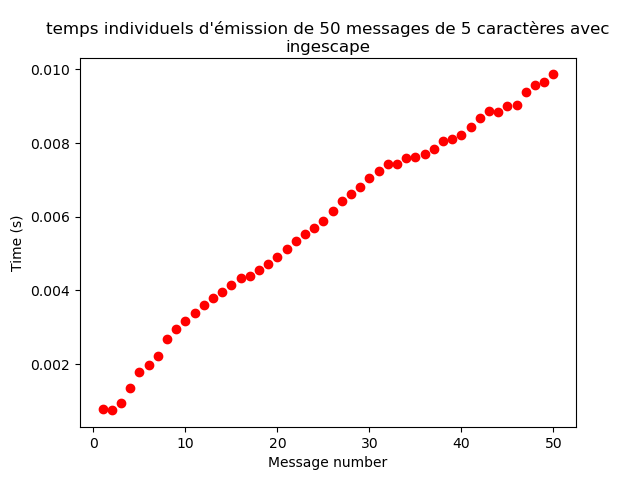 temps individuels d'émission de 50 messages de 5 caractères avec
ingescape
0.010
0.008
0.006
0.004
0.002
Time (s)
0 10 20 30 40 50
Message number